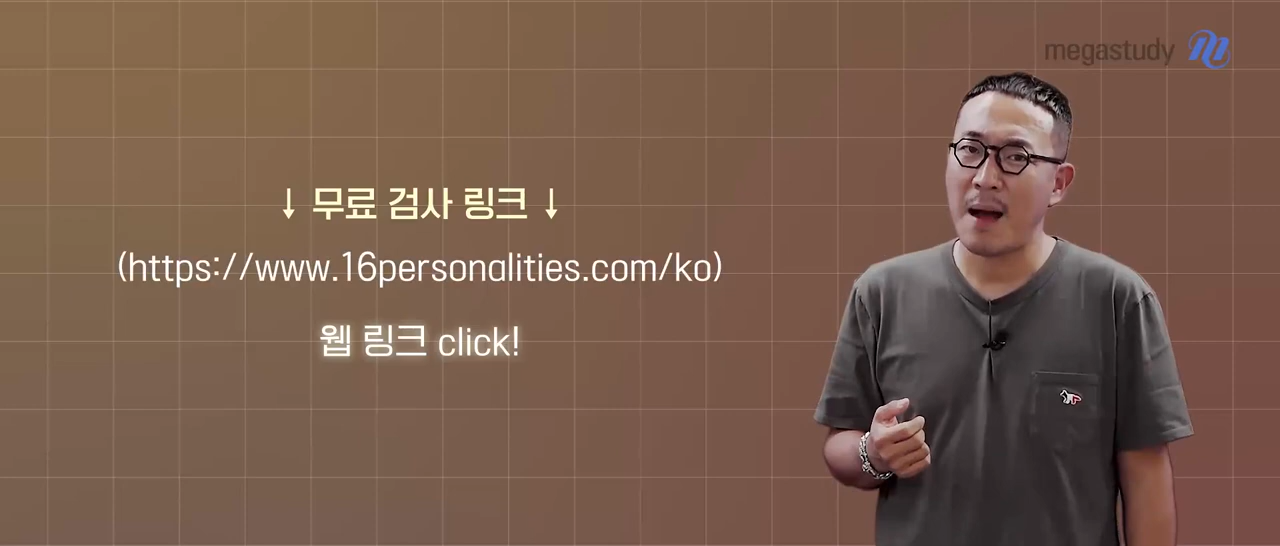 megastudy
↓ 무료 검사 링크 ↓
(https://www.16personalities.com/ko)
웹 링크 click!